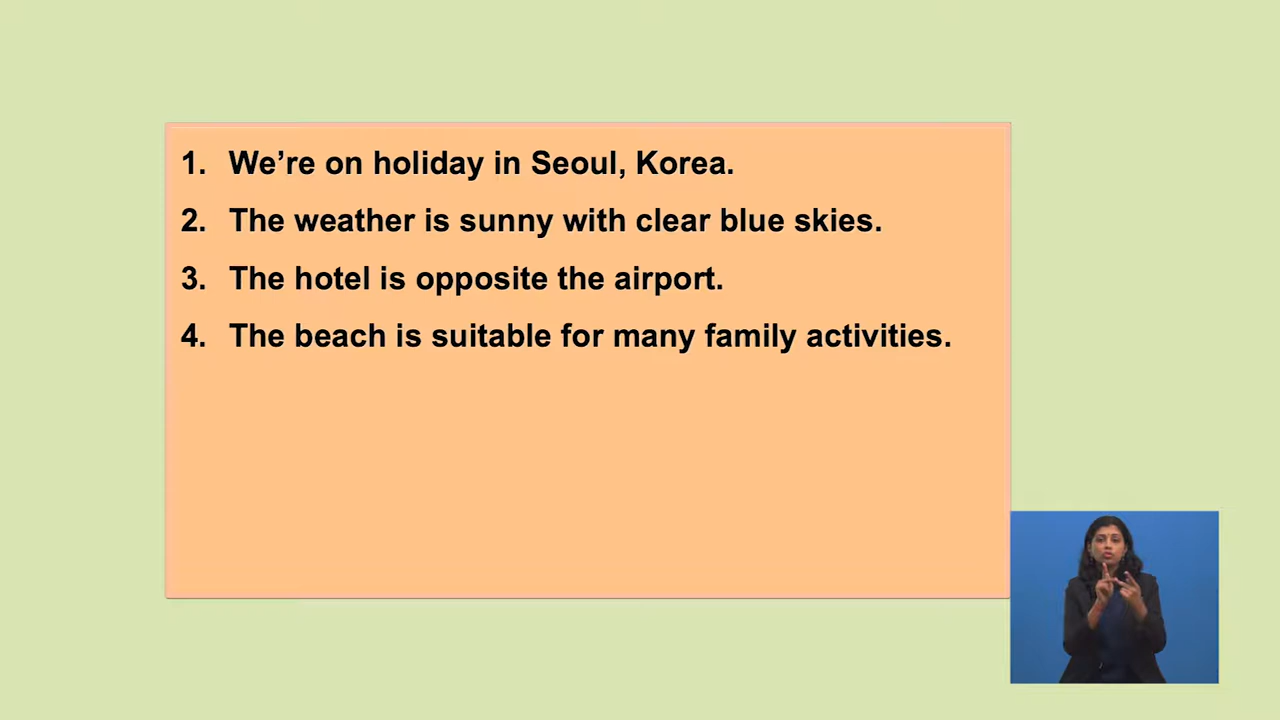 1. We’re on holiday in Seoul, Korea.
2. The weather is sunny with clear blue skies.
3. The hotel is opposite the airport.
4. The beach is suitable for many family activities.